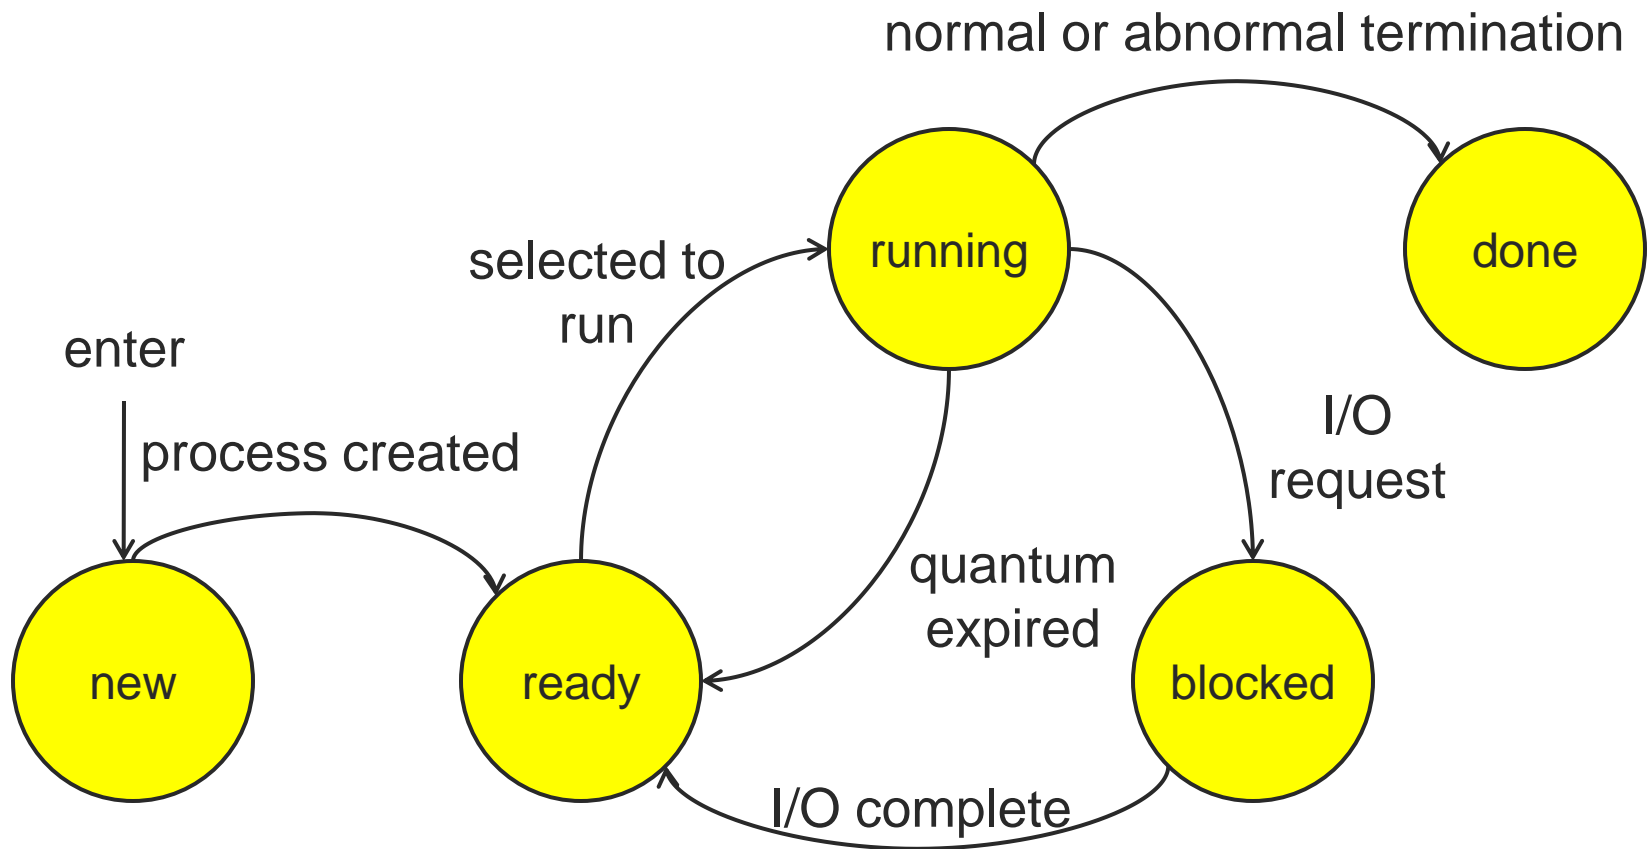 normal or abnormal termination
running
done
selected to
run
enter
process created
I/O
request
quantum
expired
new
ready
blocked
I/O complete